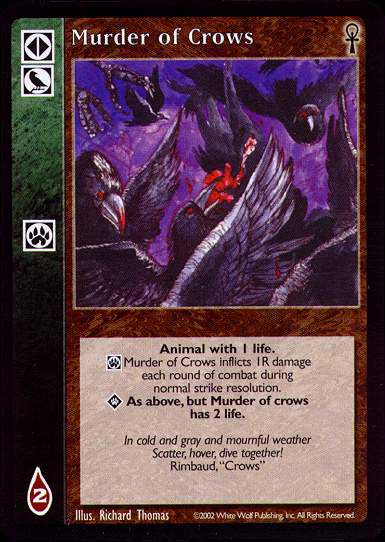 Murder of Crows
Animal with 1 life.
Murder of Crows inflicts 1R damage
each round of combat during
normal strike resolution.
As above, but Murder of crows
has 2 life.
In cold and gray and mournful weather
Scatter, hover, dive together!
Rimbaud, "Crows"
2
Illus. Richard Thomas
©2002 White Wolf Publishing, Inc. All Rights Reserved.